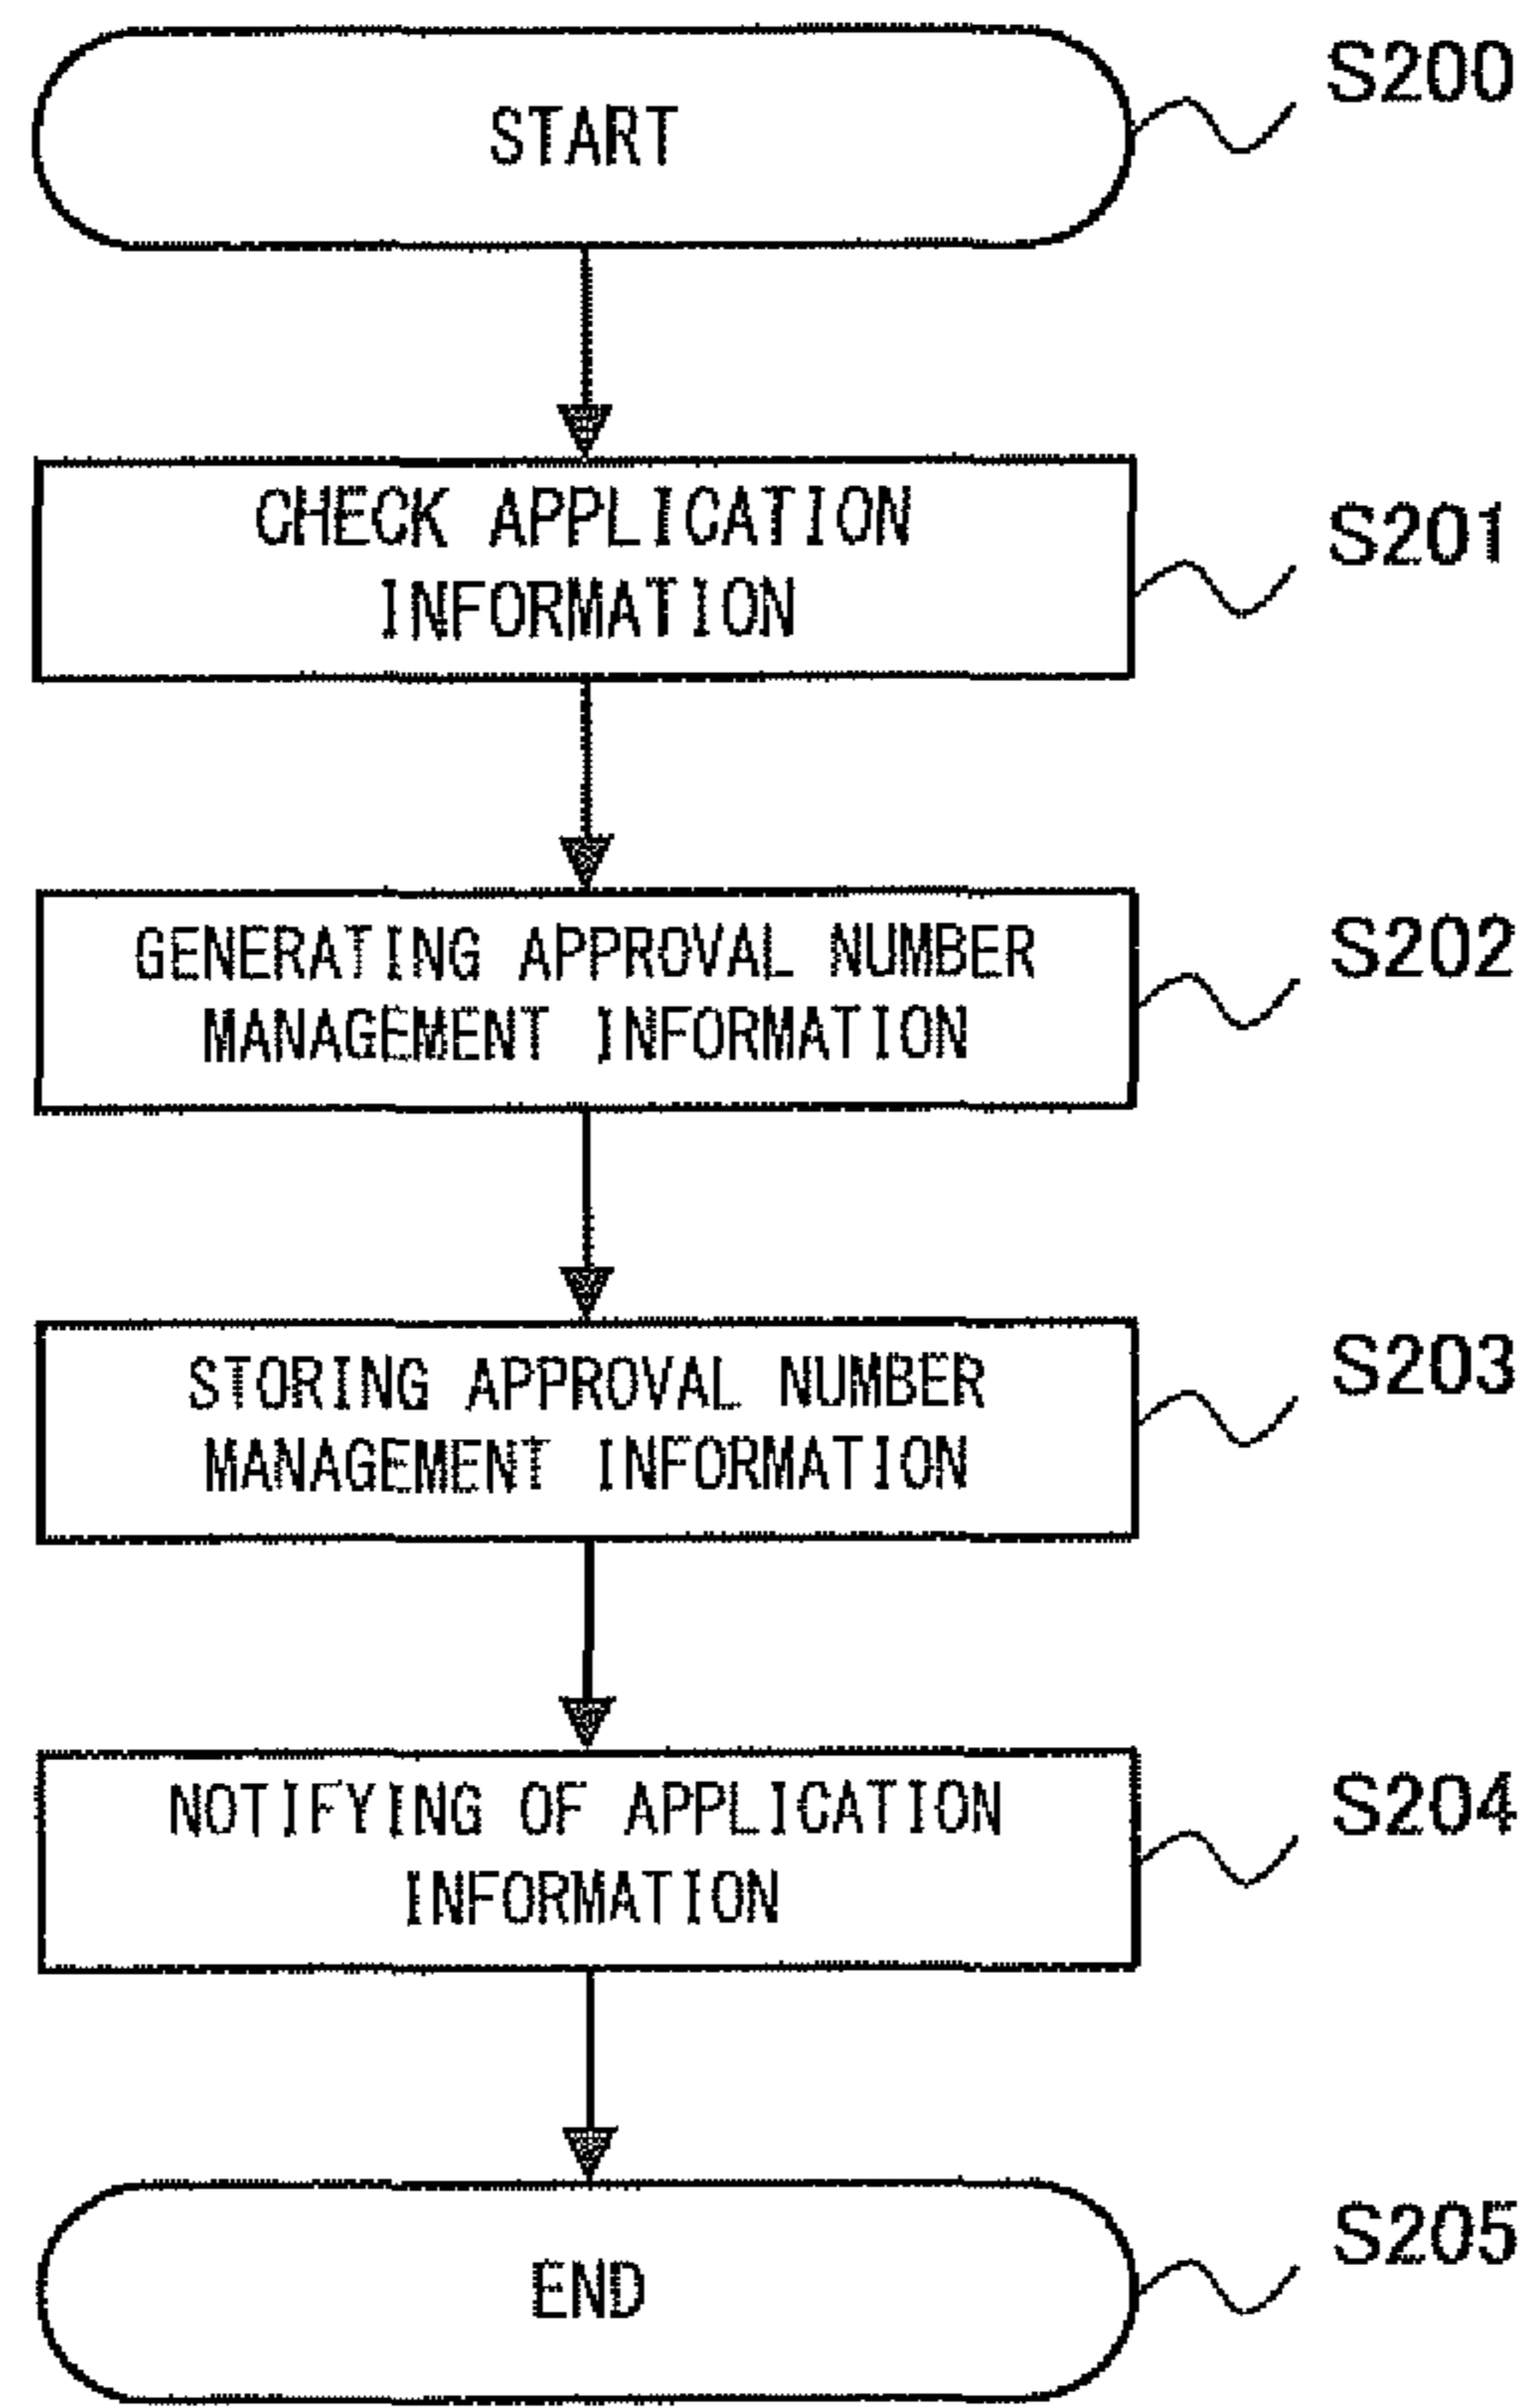 START
S200
CHECK APPLICATION
INFORMATION
S201
GENERATING APPROVAL NUMBER
MANAGEMENT INFORMATION
S202
STORING APPROVAL NUMBER
MANAGEMENT INFORMATION
S203
NOTIFYING OF APPLICATION
INFORMATION
S204
END
S205